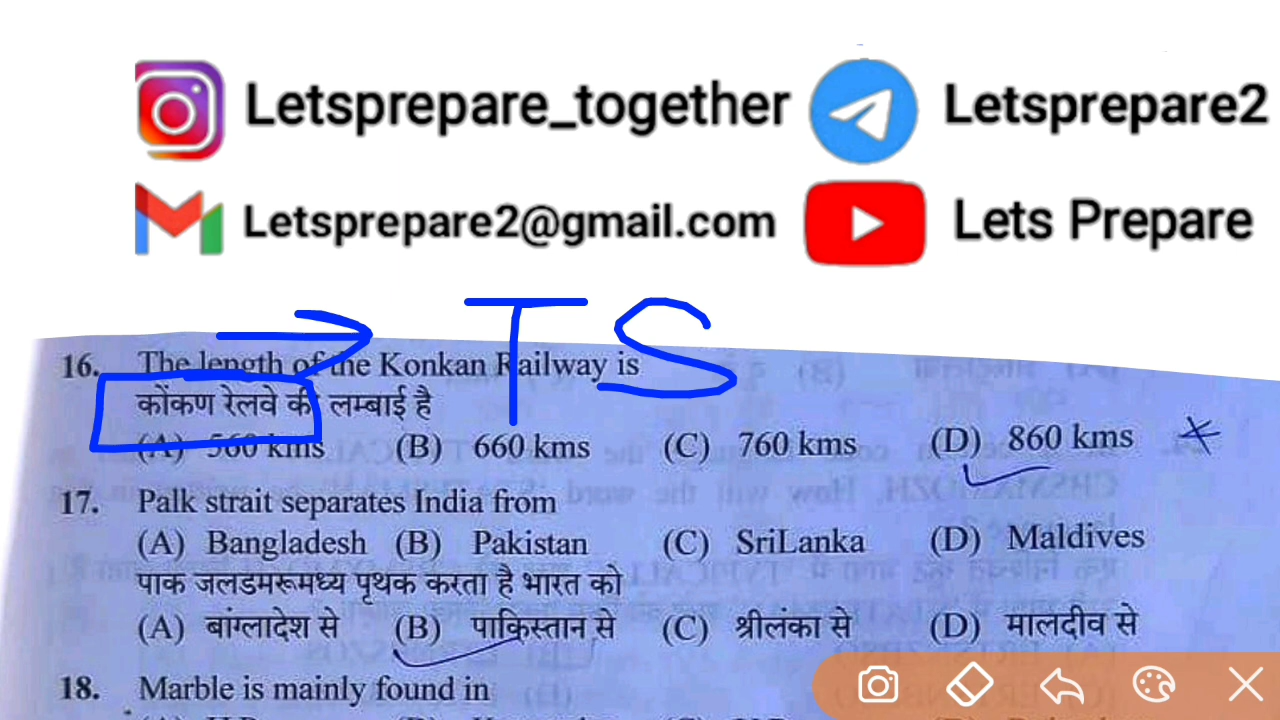 Letsprepare_together Letsprepare2
Letsprepare2@gmail.com Lets Prepare
TS
16. The length of the Konkan Railway is
कोंकण रेलवे की लम्बाई है
(A) 560 kms (B) 660 kms (C) 760 kms (D) 860 kms
17. Palk strait separates India from
(A) Bangladesh (B) Pakistan (C) SriLanka (D) Maldives
पाक जलडमरूमध्य पृथक करता है भारत को
(A) बांग्लादेश से (B) पाकिस्तान से (C) श्रीलंका से (D) मालदीव से
18. Marble is mainly found in